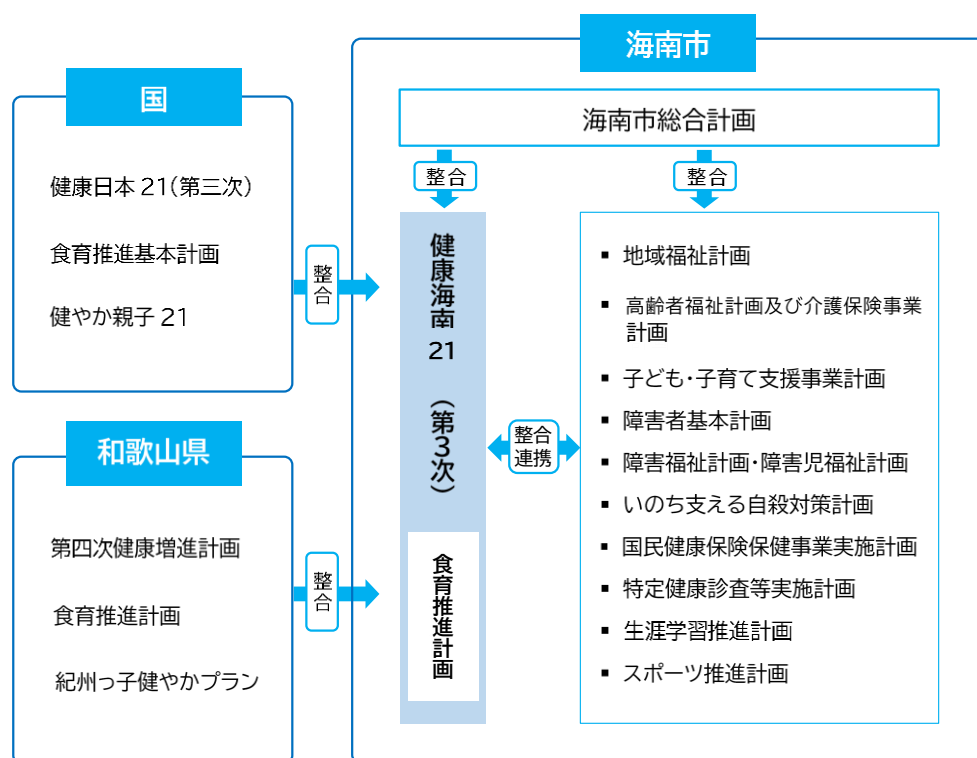 国
健康日本21(第三次)
食育推進基本計画
健やか親子21
整合
和歌山県
第四次健康増進計画
食育推進計画
紀州っ子健やかプラン
整合
海南市
海南市総合計画
整合
整合
健康海南21(第3次)
食育推進計画
整合
連携
▪ 地域福祉計画
▪ 高齢者福祉計画及び介護保険事業
計画
▪ 子ども・子育て支援事業計画
▪ 障害者基本計画
▪ 障害福祉計画・障害児福祉計画
▪ いのち支える自殺対策計画
▪ 国民健康保険保健事業実施計画
▪ 特定健康診査等実施計画
▪ 生涯学習推進計画
▪ スポーツ推進計画